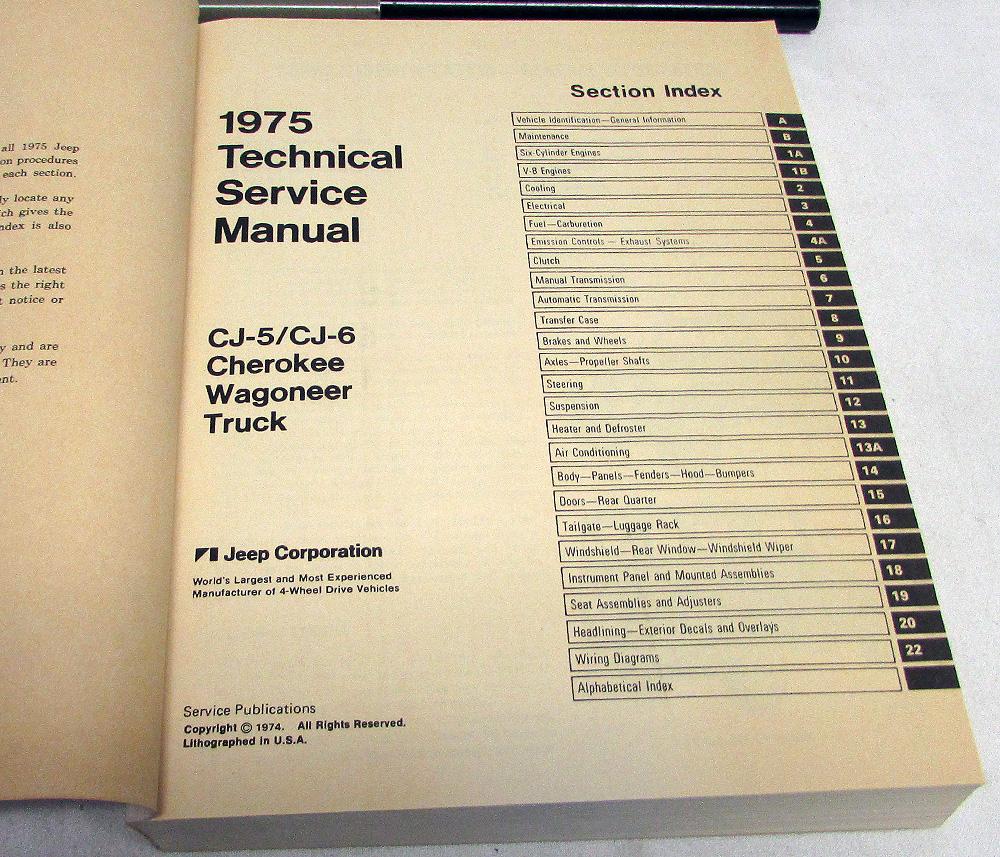 all 1975 Jeep
on procedures
each section.
ly locate any
ch gives the
ndex is also
n the latest
s the right
t notice or
y and are
They are
nt.
1975
Technical
Service
Manual
CJ-5/CJ-6
Cherokee
Wagoneer
Truck
Jeep Corporation
World's Largest and Most Experienced
Manufacturer of 4-Wheel Drive Vehicles
Service Publications
Copyright © 1974. All Rights Reserved.
Lithographed in U.S.A.
Section Index
Vehicle Identification—General Information A
Maintenance B
Six-Cylinder Engines 1A
V-8 Engines 1B
Cooling 2
Electrical 3
Fuel—Carburetion 4
Emission Controls — Exhaust Systems 4A
Clutch 5
Manual Transmission 6
Automatic Transmission 7
Transfer Case 8
Brakes and Wheels 9
Axles—Propeller Shafts 10
Steering 11
Suspension 12
Heater and Defroster 13
Air Conditioning 13A
Body—Panels—Fenders—Hood—Bumpers 14
Doors—Rear Quarter 15
Tailgate—Luggage Rack 16
Windshield—Rear Window—Windshield Wiper 17
Instrument Panel and Mounted Assemblies 18
Seat Assemblies and Adjusters 19
Headlining—Exterior Decals and Overlays 20
Wiring Diagrams 22
Alphabetical Index